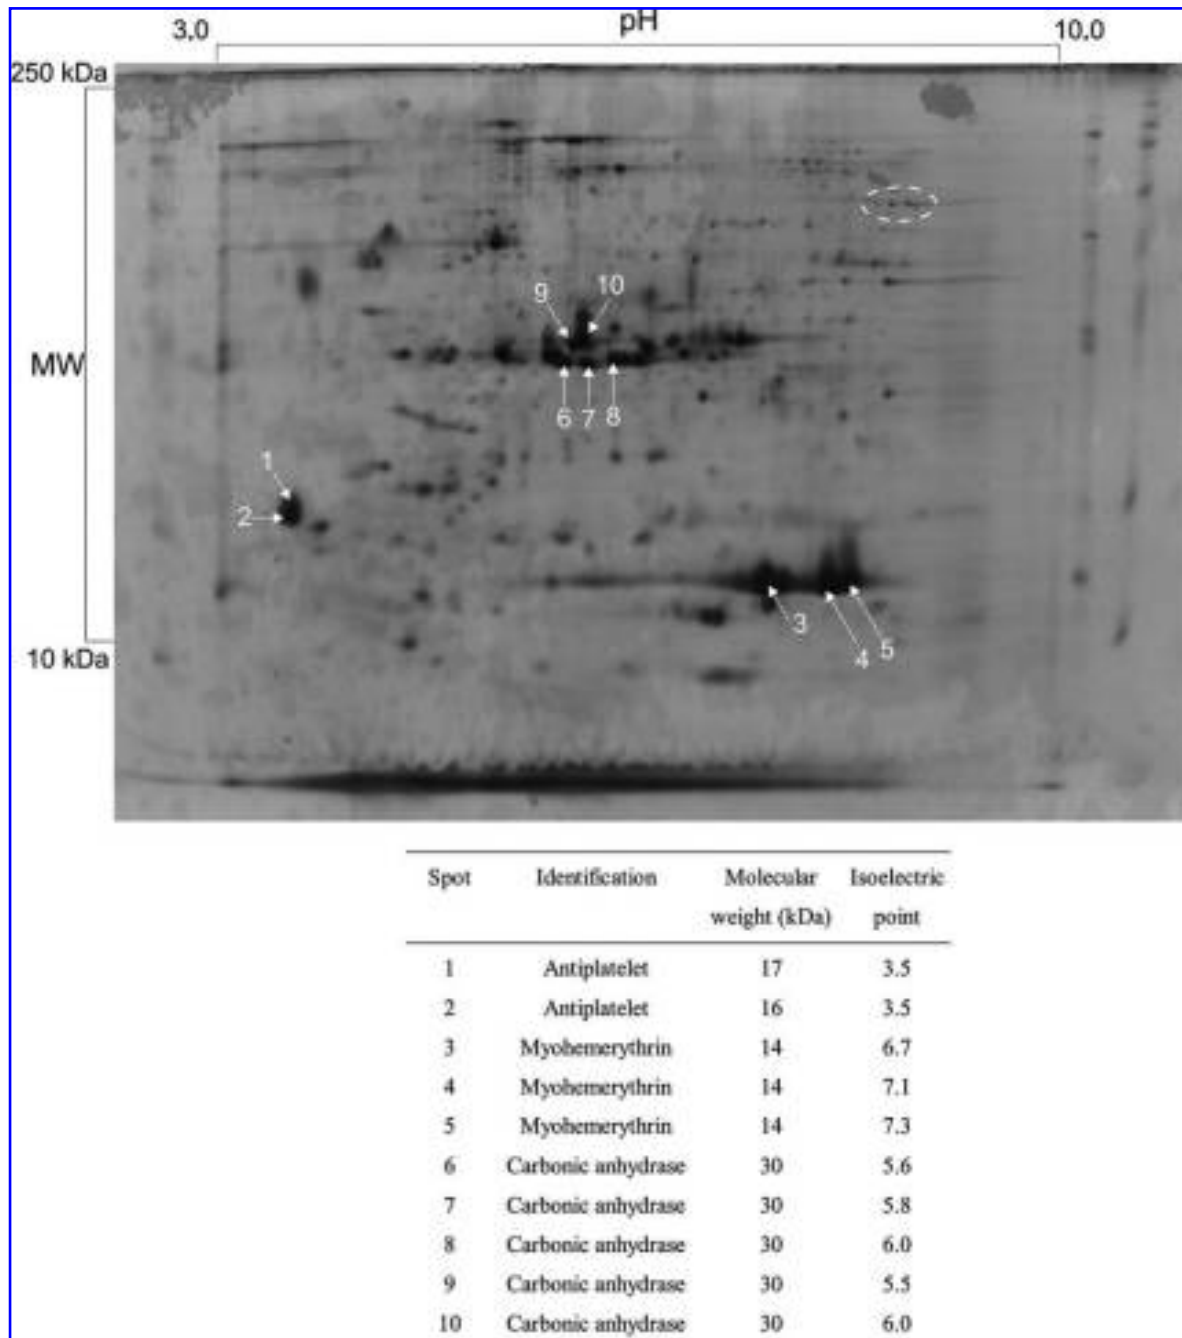 3.0 pH 10.0
250 kDa
9 10
MW
6 7 8
1
2
3 4 5
10 kDa
Spot Identification Molecular weight (kDa) Isoelectric point
1 Antiplatelet 17 3.5
2 Antiplatelet 16 3.5
3 Myohemerythrin 14 6.7
4 Myohemerythrin 14 7.1
5 Myohemerythrin 14 7.3
6 Carbonic anhydrase 30 5.6
7 Carbonic anhydrase 30 5.8
8 Carbonic anhydrase 30 6.0
9 Carbonic anhydrase 30 5.5
10 Carbonic anhydrase 30 6.0